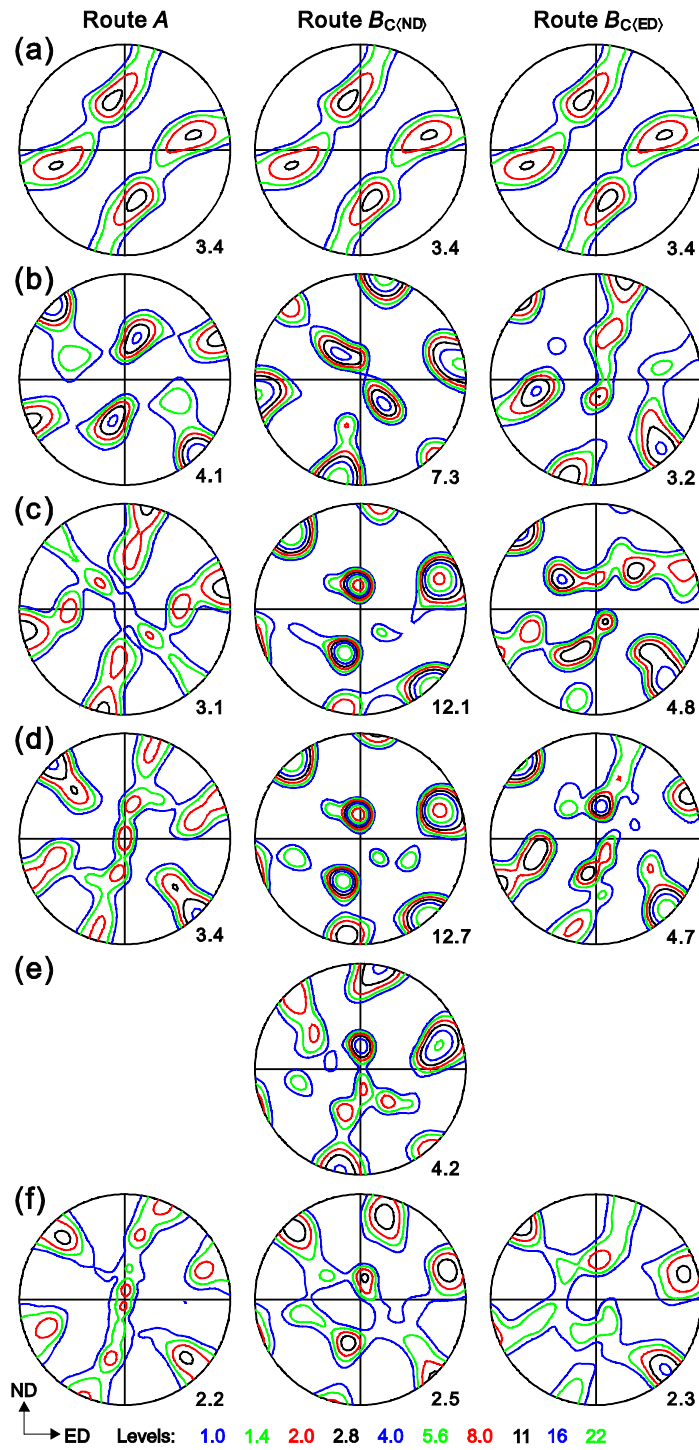 Route A Route B C⟨ND⟩ Route B C⟨ED⟩
(a)
3.4 3.4 3.4
(b)
4.1 7.3 3.2
(c)
3.1 12.1 4.8
(d)
3.4 12.7 4.7
(e)
4.2
(f)
2.2 2.5 2.3
ND
ED Levels: 1.0 1.4 2.0 2.8 4.0 5.6 8.0 11 16 22